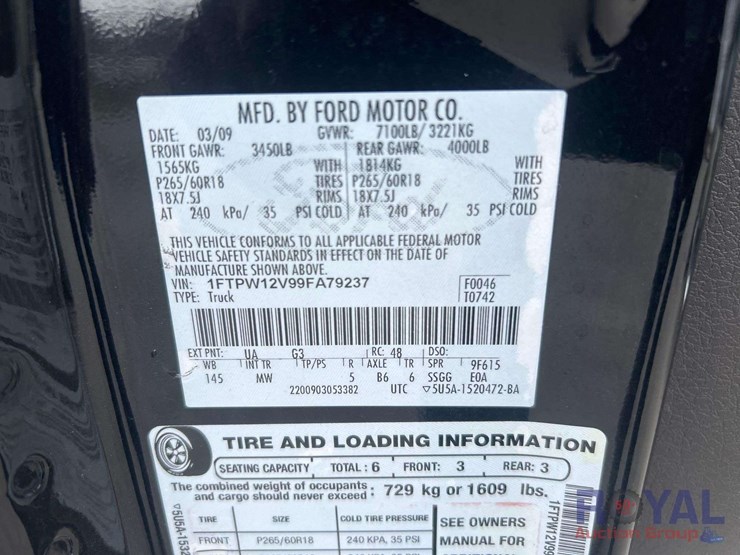 MFD. BY FORD MOTOR CO.
DATE: 03/09 GVWR: 7100LB/ 3221KG
FRONT GAWR: 3450LB REAR GAWR: 4000LB
1565KG WITH 1814KG WITH
P265/60R18 TIRES P265/60R18 TIRES
18X7.5J RIMS 18X7.5J RIMS
AT 240 kPa/ 35 PSI COLD AT 240 kPa/ 35 PSI COLD
THIS VEHICLE CONFORMS TO ALL APPLICABLE FEDERAL MOTOR
VEHICLE SAFETY STANDARDS IN EFFECT ON THE DATE OF
MANUFACTURE SHOWN ABOVE.
VIN: 1FTPW12V99FA79237 F0046
TYPE: Truck T0742
EXT PNT: UA G3 RC: 48 DSO:
WB INT TR TP/PS R AXLE TR SPR 9F615
145 MW 5 B6 6 SSGG E0A
2200903053382 UTC ▽5U5A-1520472-BA
TIRE AND LOADING INFORMATION
SEATING CAPACITY TOTAL: 6 FRONT: 3 REAR: 3
The combined weight of occupants and cargo should never exceed: 729 kg or 1609 lbs.
TIRE SIZE COLD TIRE PRESSURE SEE OWNERS
FRONT P265/60R18 240 KPA, 35 PSI MANUAL FOR
▽5U5A-153
1FTPW12V99
ROYAL
Auction Group